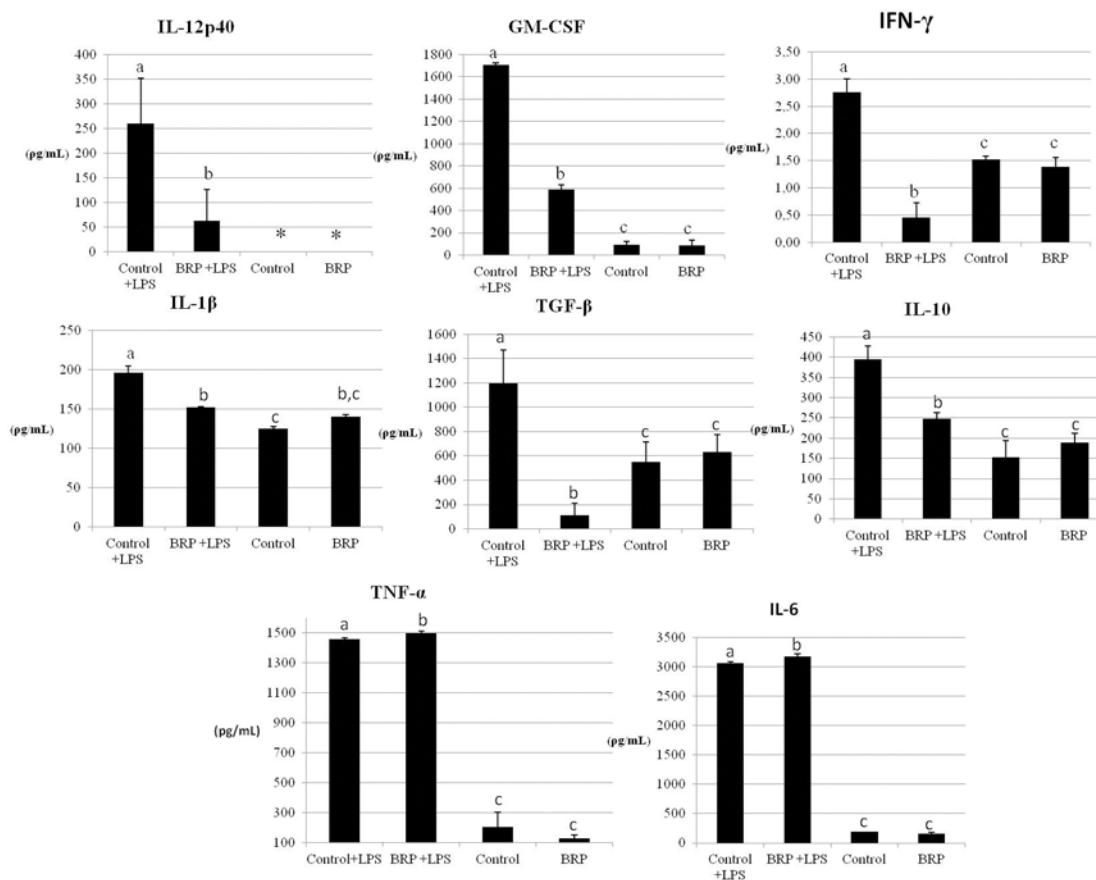 IL-12p40
400
350
300
250
200
150
100
50
0
(ρg/mL)
a
b
*
*
Control
+LPS
BRP +LPS
Control
BRP
GM-CSF
1800
1600
1400
1200
1000
800
600
400
200
0
(ρg/mL)
a
b
c
c
Control
+LPS
BRP +LPS
Control
BRP
IFN-γ
3,50
3,00
2,50
2,00
1,50
1,00
0,50
0,00
(ρg/mL)
a
b
c
c
Control
+LPS
BRP +LPS
Control
BRP
IL-1β
250
200
150
100
50
0
(ρg/mL)
a
b
c
b,c
Control
+LPS
BRP +LPS
Control
BRP
TGF-β
1600
1400
1200
1000
800
600
400
200
0
(ρg/mL)
a
b
c
c
Control
+LPS
BRP +LPS
Control
BRP
IL-10
450
400
350
300
250
200
150
100
50
0
(ρg/mL)
a
b
c
c
Control
+LPS
BRP +LPS
Control
BRP
TNF-α
1500
1300
1100
900
700
500
300
100
(pg/mL)
a
b
c
c
Control+LPS
BRP +LPS
Control
BRP
IL-6
3500
3000
2500
2000
1500
1000
500
0
(ρg/mL)
a
b
c
c
Control
+LPS
BRP +LPS
Control
BRP